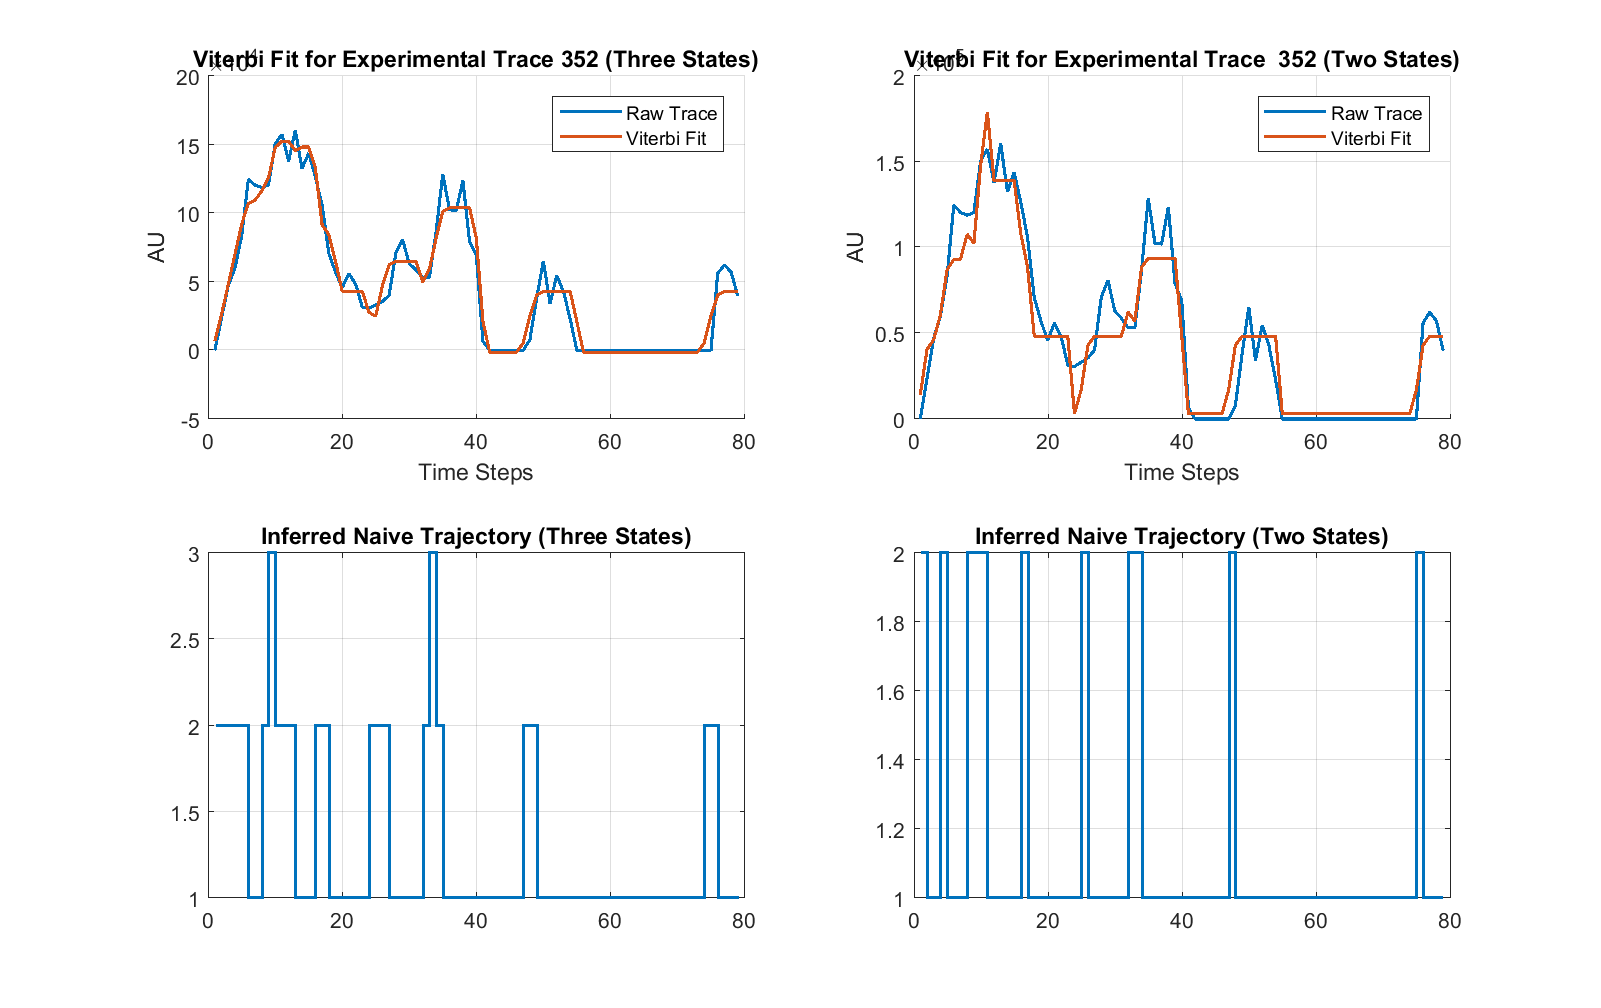 Viterbi Fit for Experimental Trace 352 (Three States)
20
15
10
5
0
-5
AU
Raw Trace
Viterbi Fit
0 20 40 60 80
Time Steps
Viterbi Fit for Experimental Trace 352 (Two States)
2
1.5
1
0.5
0
AU
Raw Trace
Viterbi Fit
0 20 40 60 80
Time Steps
Inferred Naive Trajectory (Three States)
3
2.5
2
1.5
1
0 20 40 60 80
Inferred Naive Trajectory (Two States)
2
1.8
1.6
1.4
1.2
1
0 20 40 60 80